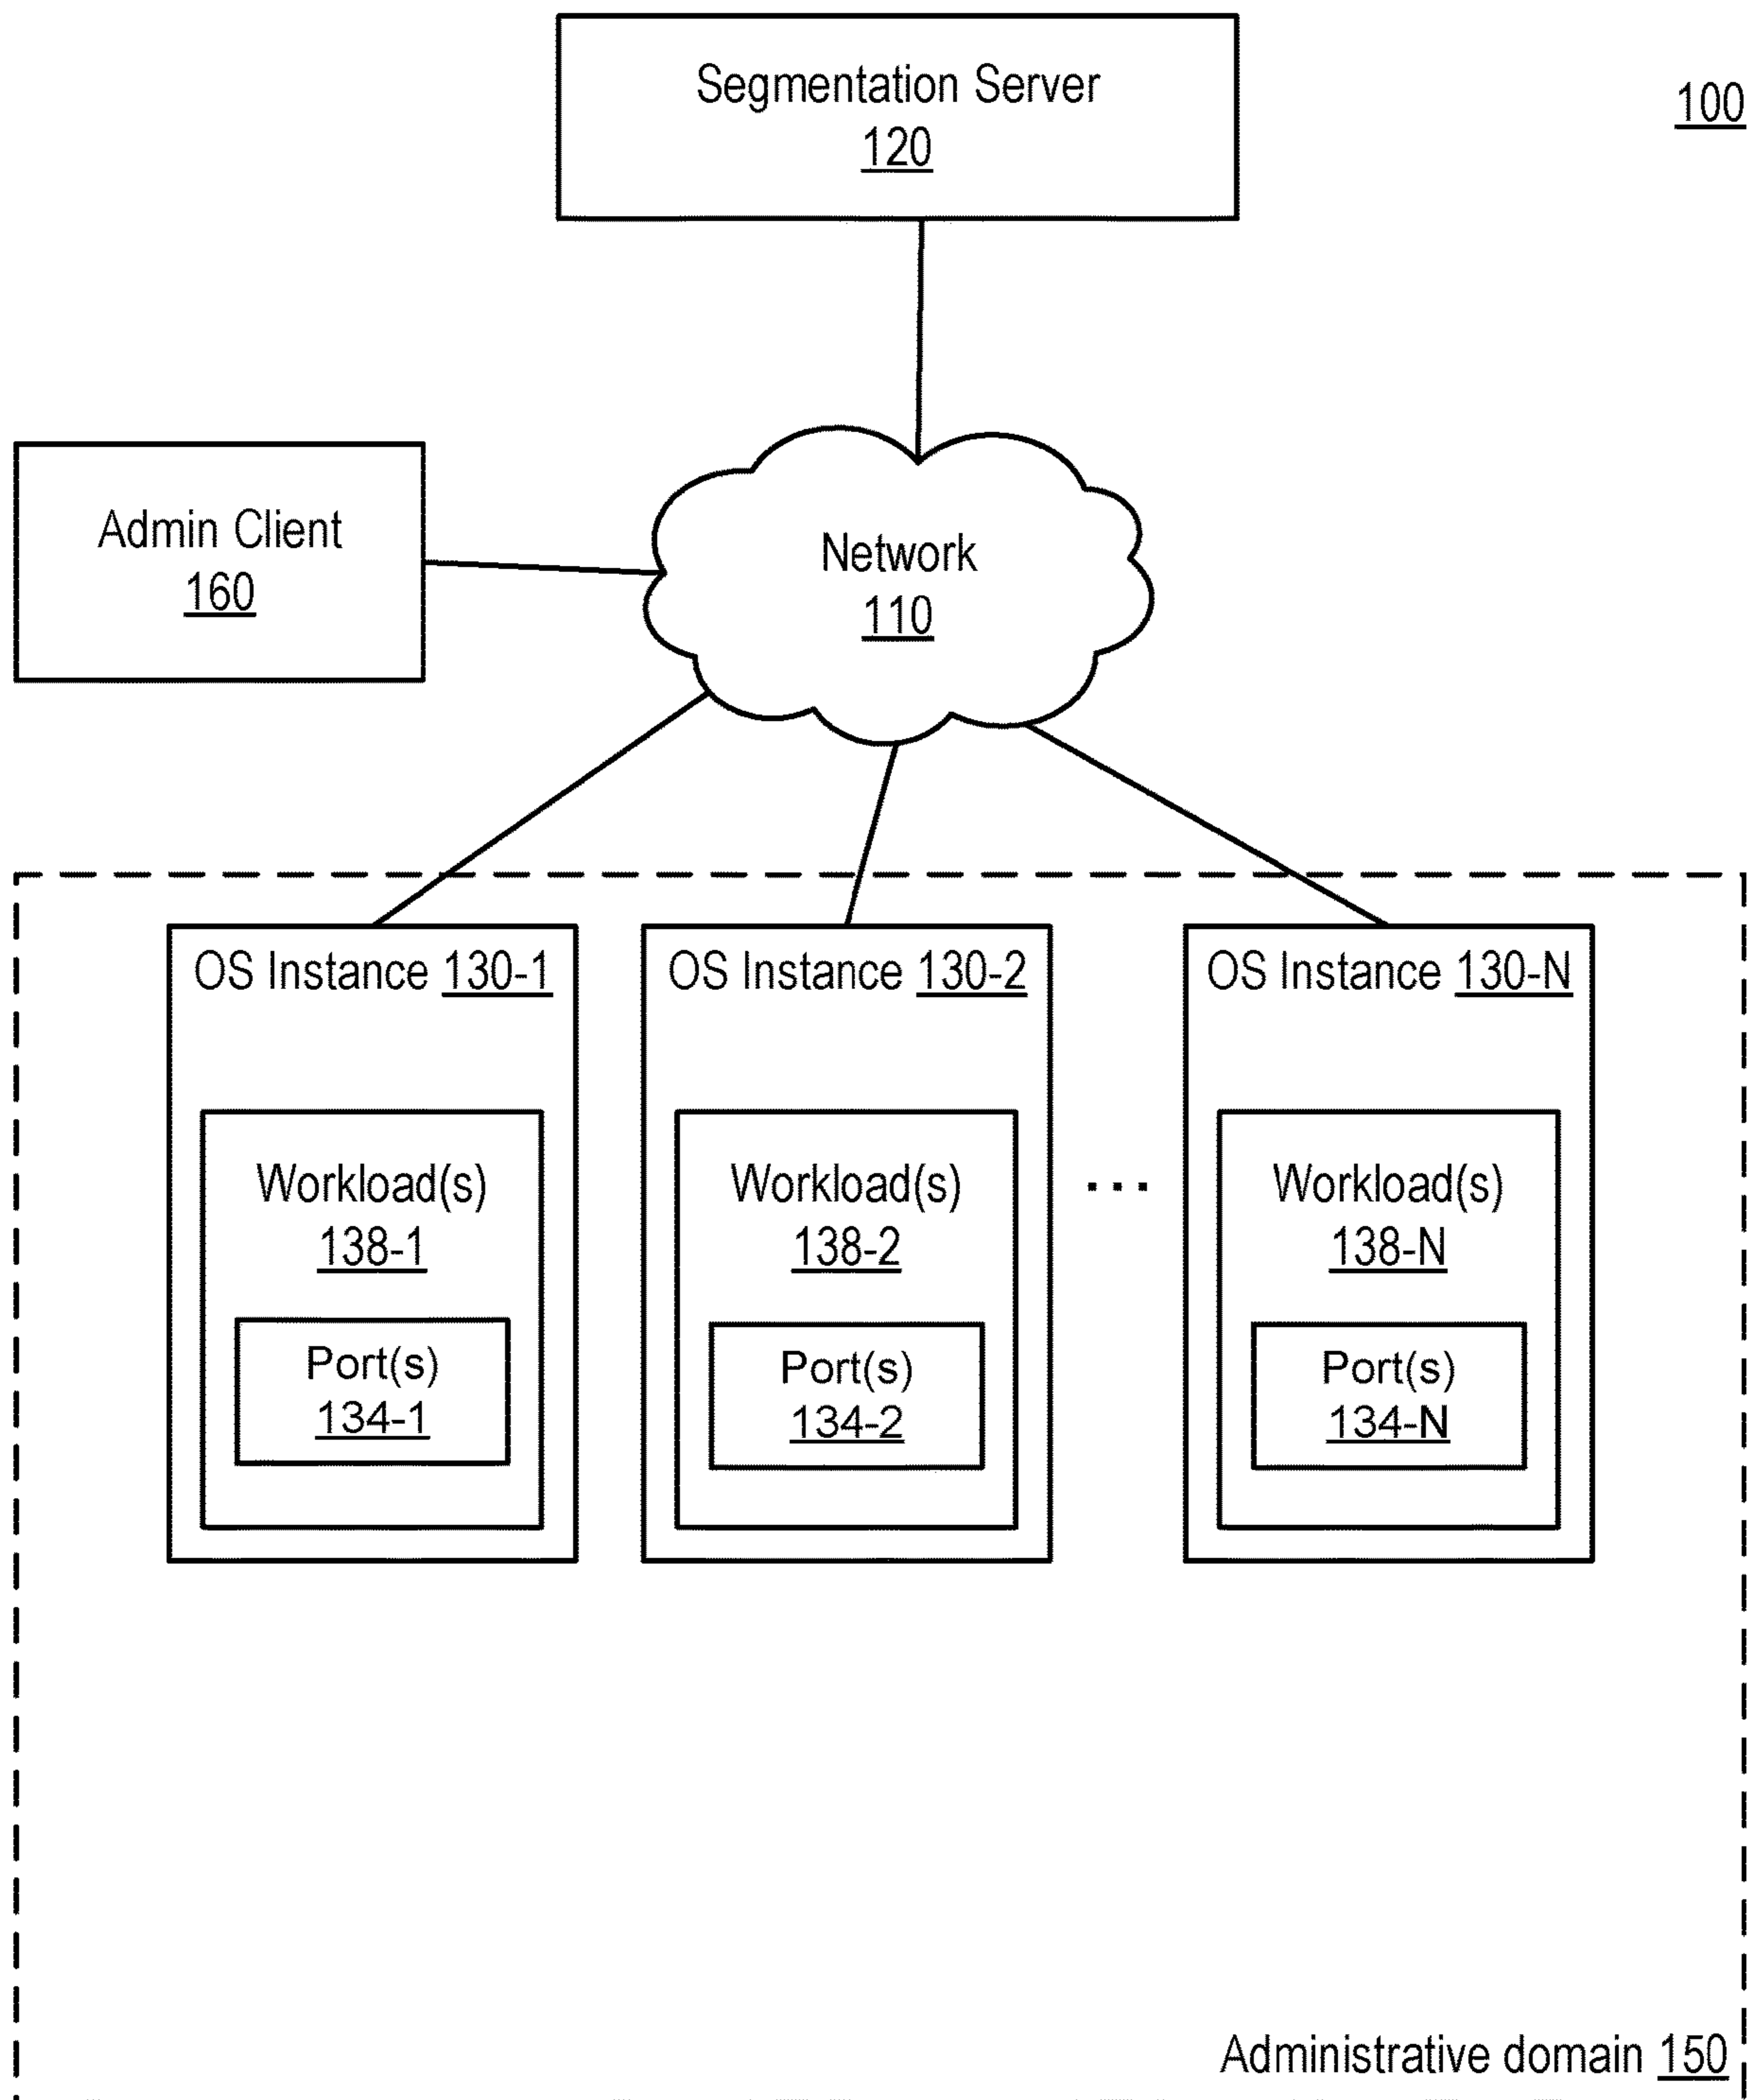 Segmentation Server
120
100
Admin Client
160
Network
110
OS Instance 130-1
Workload(s)
138-1
Port(s)
134-1
OS Instance 130-2
Workload(s)
138-2
Port(s)
134-2
...
OS Instance 130-N
Workload(s)
138-N
Port(s)
134-N
Administrative domain 150